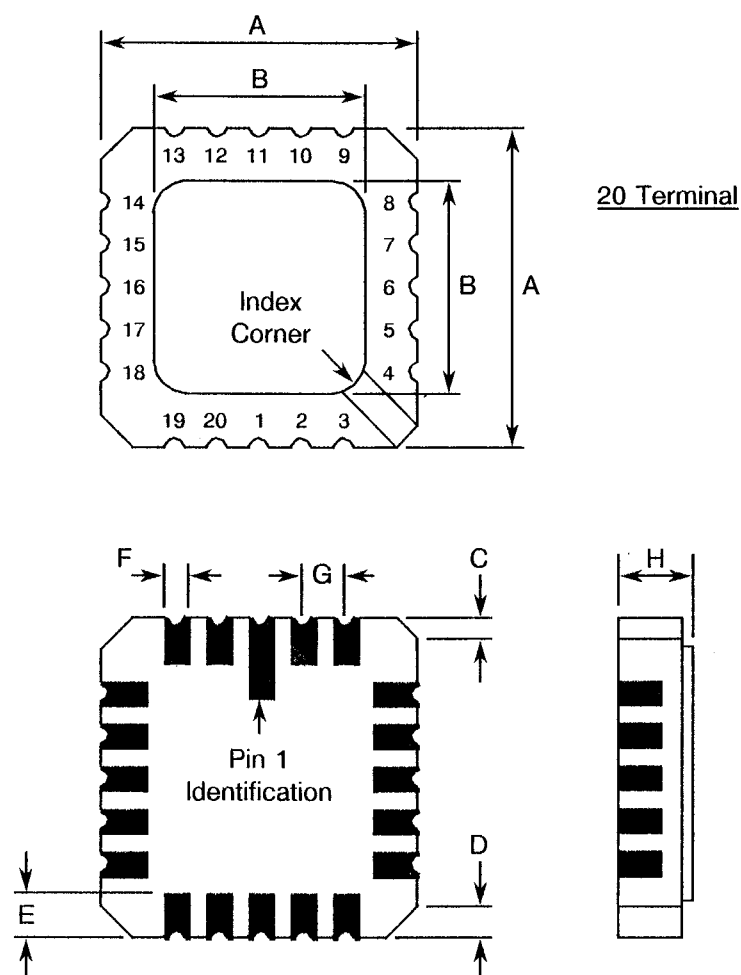 A
B
13 12 11 10 9
20 Terminal
14 8
15 7
16 6
B A
Index
Corner
17 5
18 4
19 20 1 2 3
F G C H
Pin 1
Identification
D
E